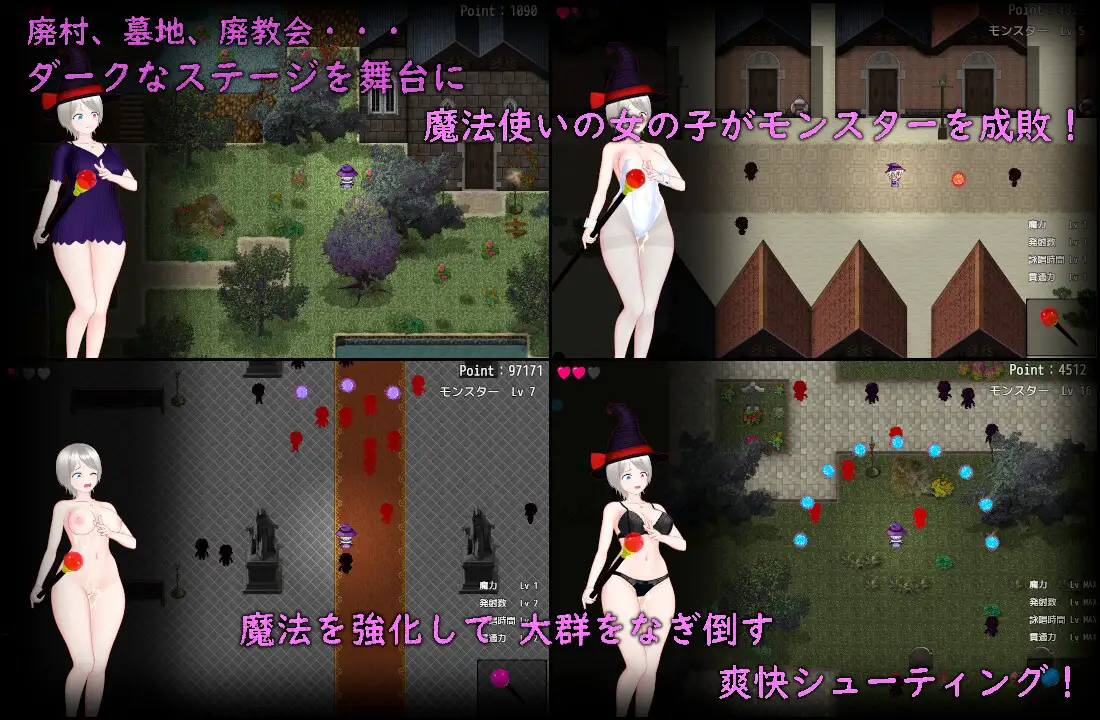 廃村、墓地、廃教会・・・
ダークなステージを舞台に
魔法使いの女の子がモンスターを成敗！
Point：1090
モンスター Lv 5
魔力 Lv 1
発射数 Lv 1
詠唱時間 Lv 1
貫通力 Lv 1
Point：97171
モンスター Lv 7
魔力 Lv 1
発射数 Lv 2
Point：4512
モンスター Lv 16
魔力 Lv MAX
発射数 Lv MAX
詠唱時間 Lv MAX
貫通力 Lv MAX
魔法を強化して 大群をなぎ倒す
爽快シューティング！